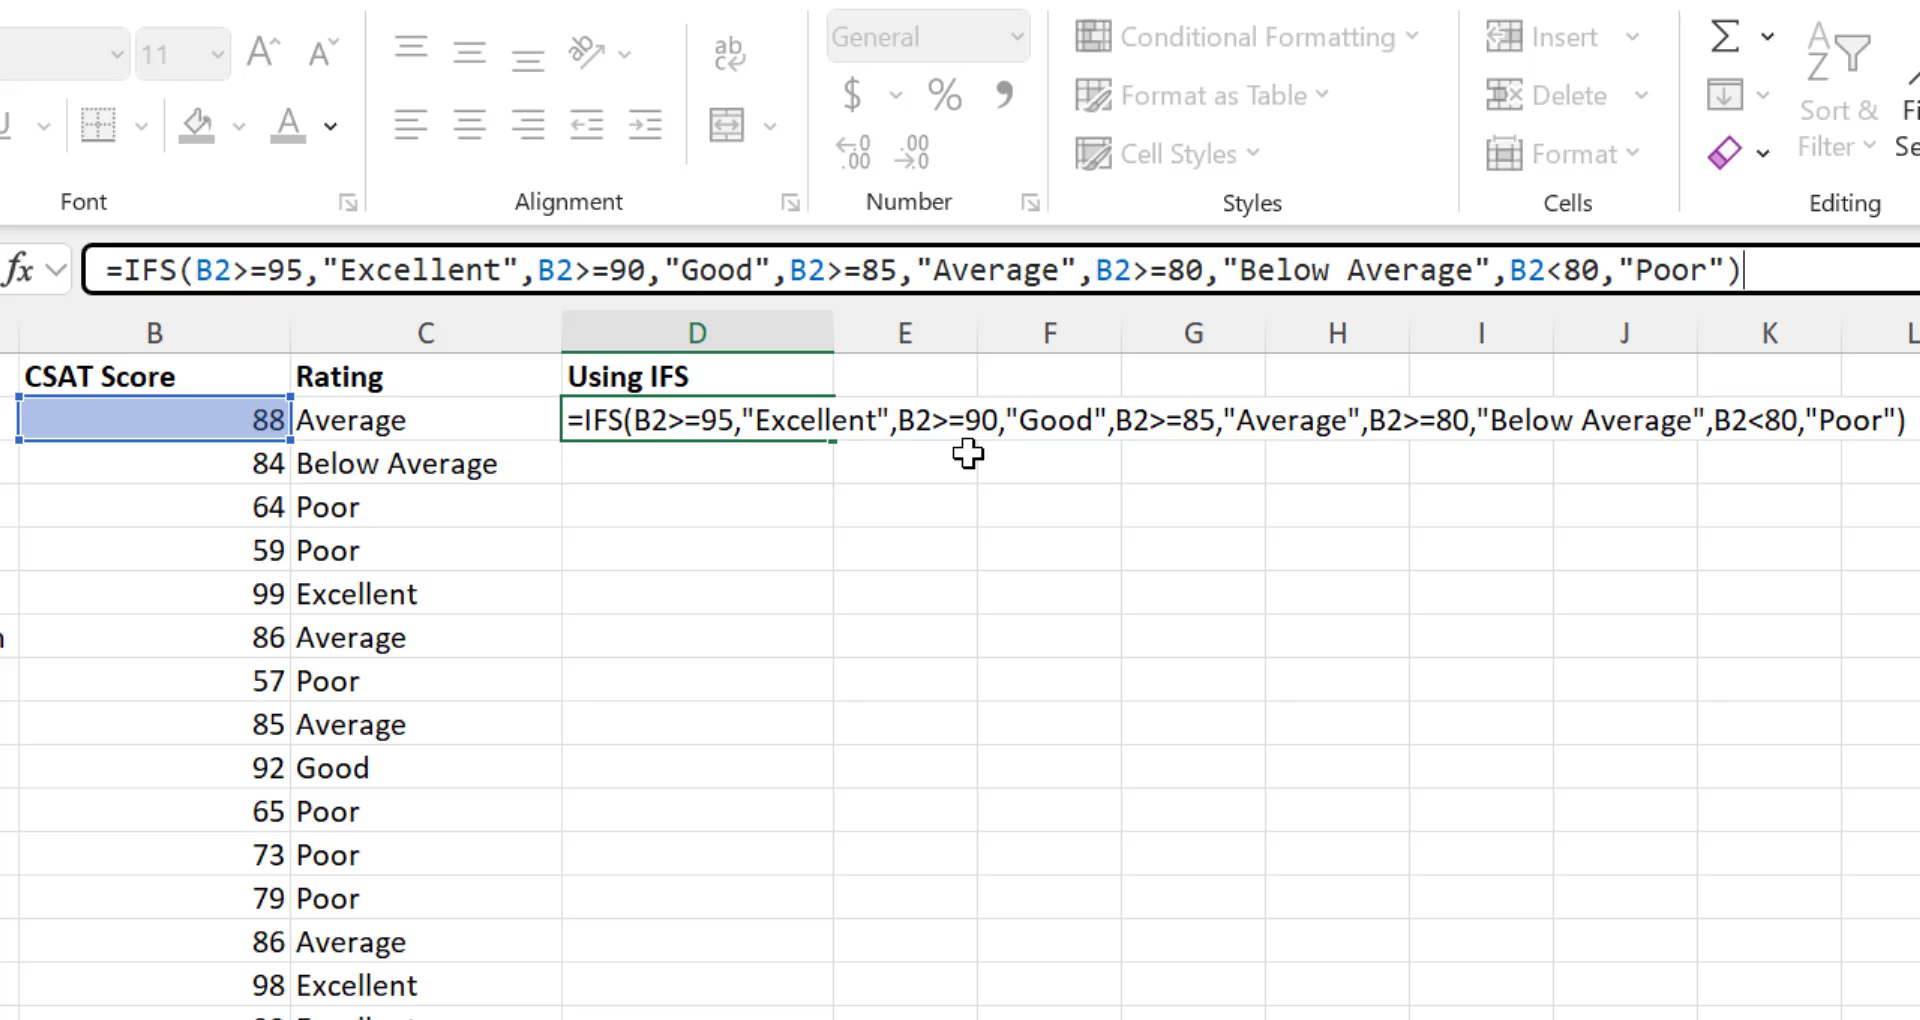 11
General
Conditional Formatting
Insert
Format as Table
Delete
Sort &
Filter
Cell Styles
Format
Font
Alignment
Number
Styles
Cells
Editing
fx =IFS(B2>=95,"Excellent",B2>=90,"Good",B2>=85,"Average",B2>=80,"Below Average",B2<80,"Poor")
B C D E F G H I J K L
CSAT Score Rating Using IFS
88 Average =IFS(B2>=95,"Excellent",B2>=90,"Good",B2>=85,"Average",B2>=80,"Below Average",B2<80,"Poor")
84 Below Average
64 Poor
59 Poor
99 Excellent
86 Average
57 Poor
85 Average
92 Good
65 Poor
73 Poor
79 Poor
86 Average
98 Excellent